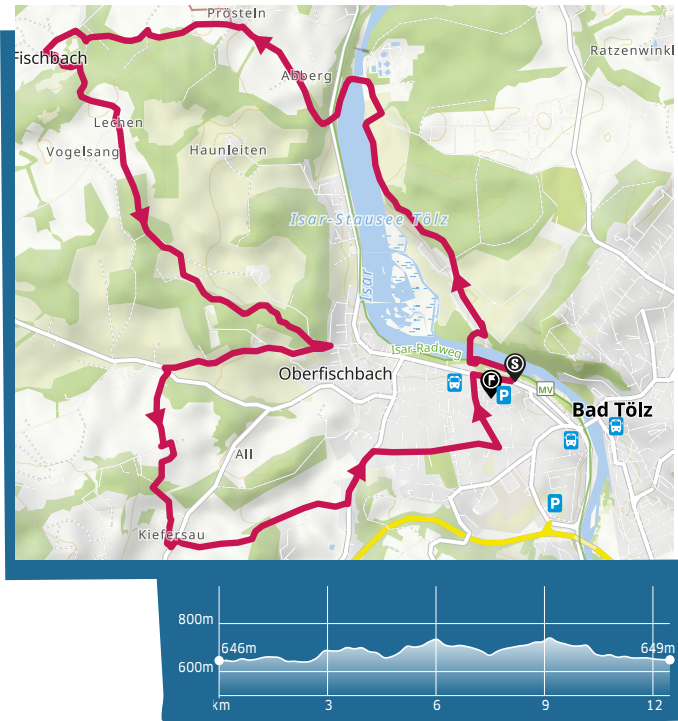 Prösteln
Fischbach
Ratzenwinkl
Abberg
Lechen
Vogelsang
Haunleiten
Isar-Stausee Tölz
Isar
Isar-Radweg
S
Oberfischbach
F
P
MV
Bad Tölz
All
P
Kiefersau
800m
646m
649m
600m
km
3
6
9
12